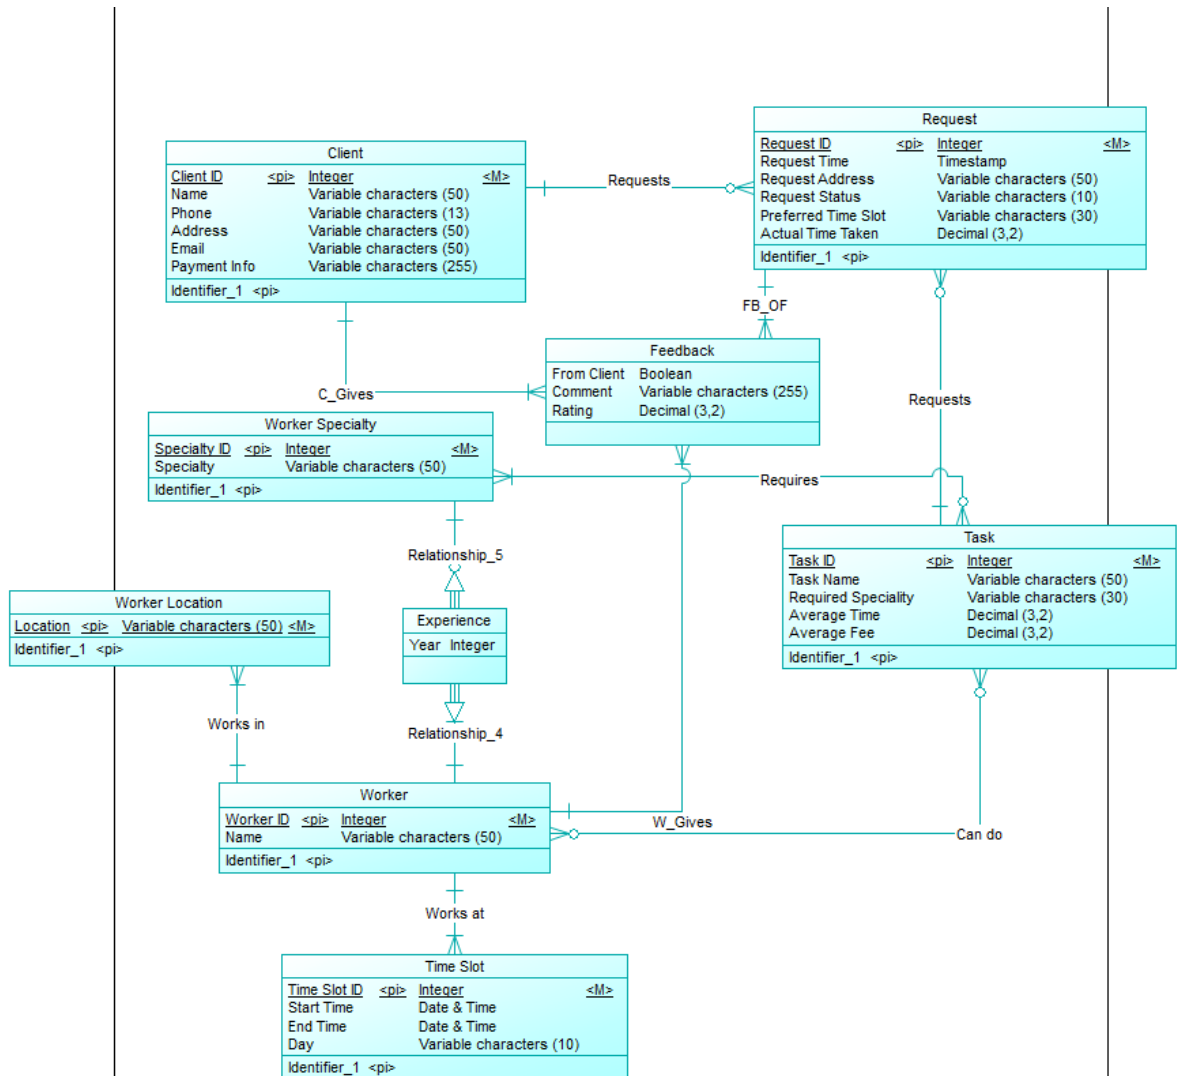 Request
Request ID <pi> Integer <M>
Request Time Timestamp
Request Address Variable characters (50)
Request Status Variable characters (10)
Preferred Time Slot Variable characters (30)
Actual Time Taken Decimal (3,2)
Identifier_1 <pi>
Client
Client ID <pi> Integer <M>
Name Variable characters (50)
Phone Variable characters (13)
Address Variable characters (50)
Email Variable characters (50)
Payment Info Variable characters (255)
Identifier_1 <pi>
Requests
FB_OF
Feedback
From Client Boolean
Comment Variable characters (255)
Rating Decimal (3,2)
C_Gives
Requests
Worker Specialty
Specialty ID <pi> Integer <M>
Specialty Variable characters (50)
Identifier_1 <pi>
Requires
Relationship_5
Task
Task ID <pi> Integer <M>
Task Name Variable characters (50)
Required Speciality Variable characters (30)
Average Time Decimal (3,2)
Average Fee Decimal (3,2)
Identifier_1 <pi>
Worker Location
Location <pi> Variable characters (50) <M>
Identifier_1 <pi>
Experience
Year Integer
Works in
Relationship_4
Worker
Worker ID <pi> Integer <M>
Name Variable characters (50)
Identifier_1 <pi>
W_Gives
Can do
Works at
Time Slot
Time Slot ID <pi> Integer <M>
Start Time Date & Time
End Time Date & Time
Day Variable characters (10)
Identifier_1 <pi>